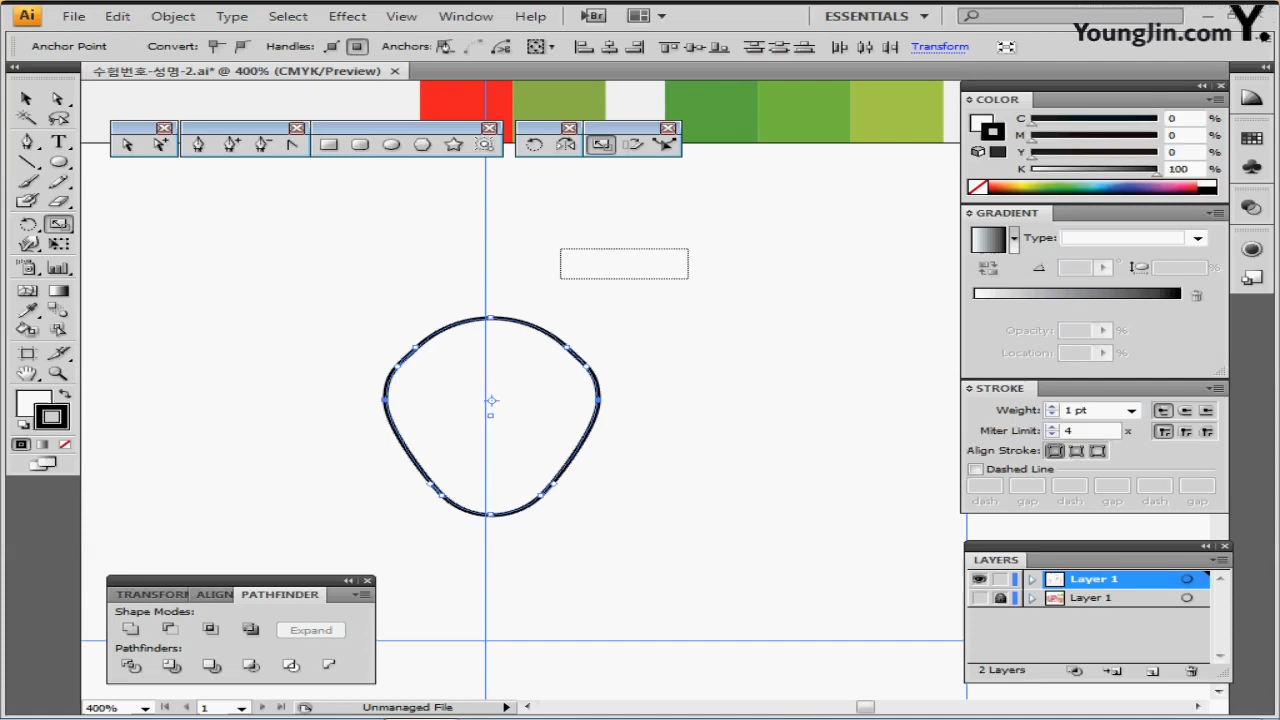 Ai File Edit Object Type Select Effect View Window Help Br ESSENTIALS
Y.
YoungJin.com
Anchor Point Convert: Handles: Anchors: Transform
수험번호-성명-2.ai* @ 400% (CMYK/Preview) ×
COLOR
C 0 %
M 0 %
Y 0 %
K 100 %
GRADIENT
Type:
Opacity: %
Location: %
STROKE
Weight: 1 pt
Miter Limit: 4 x
Align Stroke:
Dashed Line
dash gap dash gap dash gap
LAYERS
Layer 1
Layer 1
2 Layers
TRANSFORM ALIGN PATHFINDER
Shape Modes:
Expand
Pathfinders:
400% 1 Unmanaged File